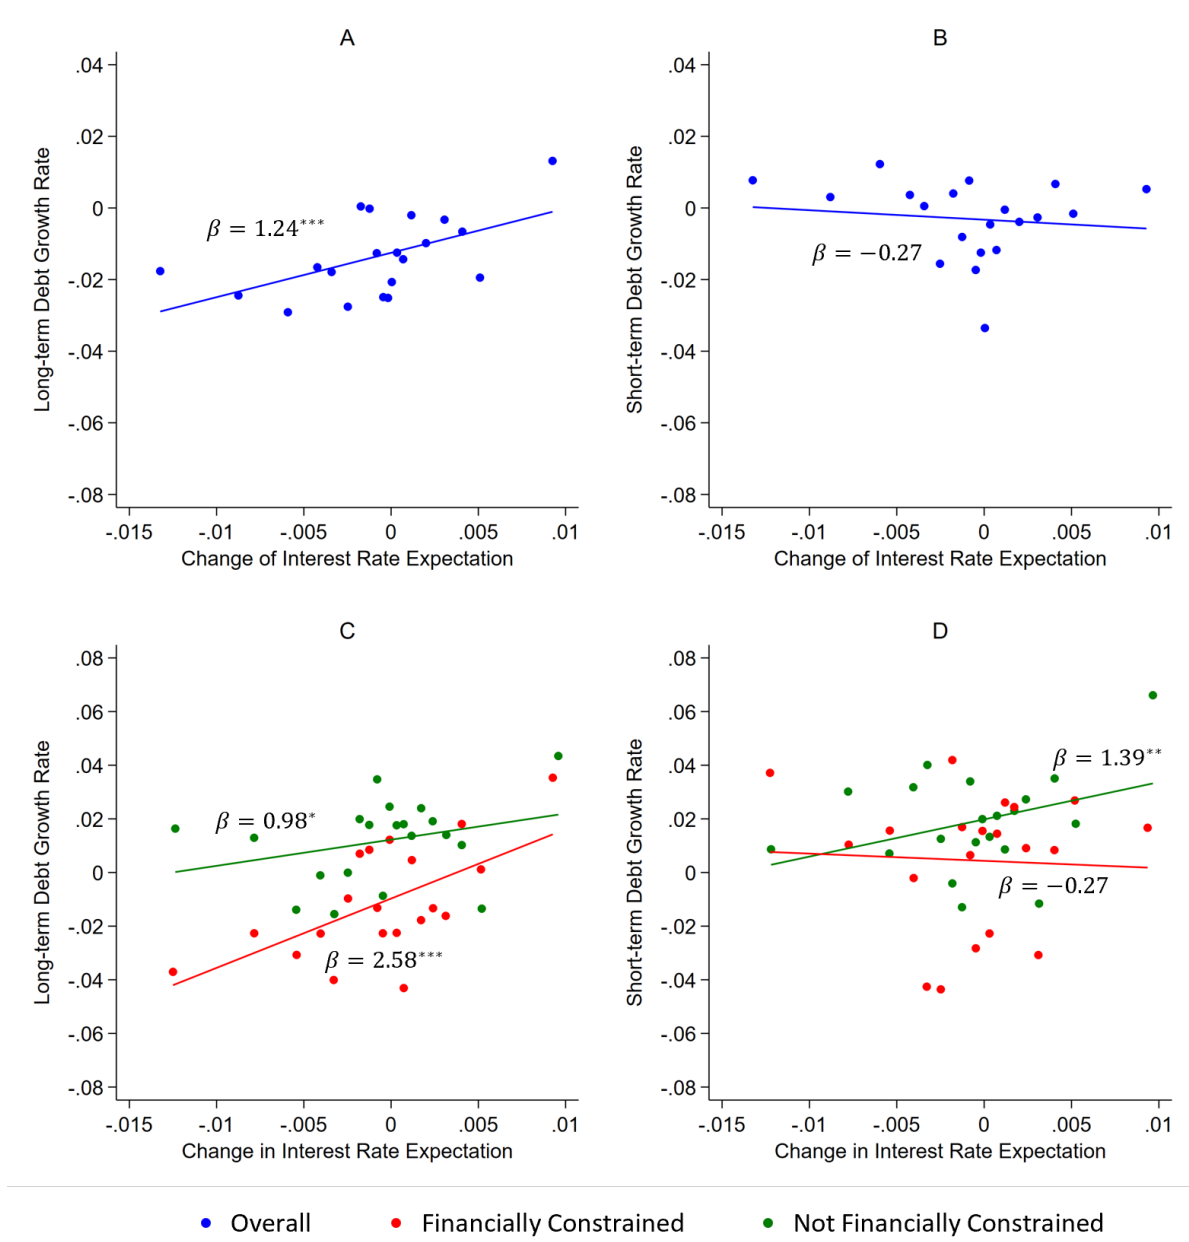 A
.04
.02
0
-.02
-.04
-.06
-.08
Long-term Debt Growth Rate
β = 1.24***
-.015 -.01 -.005 0 .005 .01
Change of Interest Rate Expectation
B
.04
.02
0
-.02
-.04
-.06
-.08
Short-term Debt Growth Rate
β = −0.27
-.015 -.01 -.005 0 .005 .01
Change of Interest Rate Expectation
C
.08
.06
.04
.02
0
-.02
-.04
-.06
-.08
Long-term Debt Growth Rate
β = 0.98*
β = 2.58***
-.015 -.01 -.005 0 .005 .01
Change in Interest Rate Expectation
D
.08
.06
.04
.02
0
-.02
-.04
-.06
-.08
Short-term Debt Growth Rate
β = 1.39**
β = −0.27
-.015 -.01 -.005 0 .005 .01
Change in Interest Rate Expectation
Overall Financially Constrained Not Financially Constrained